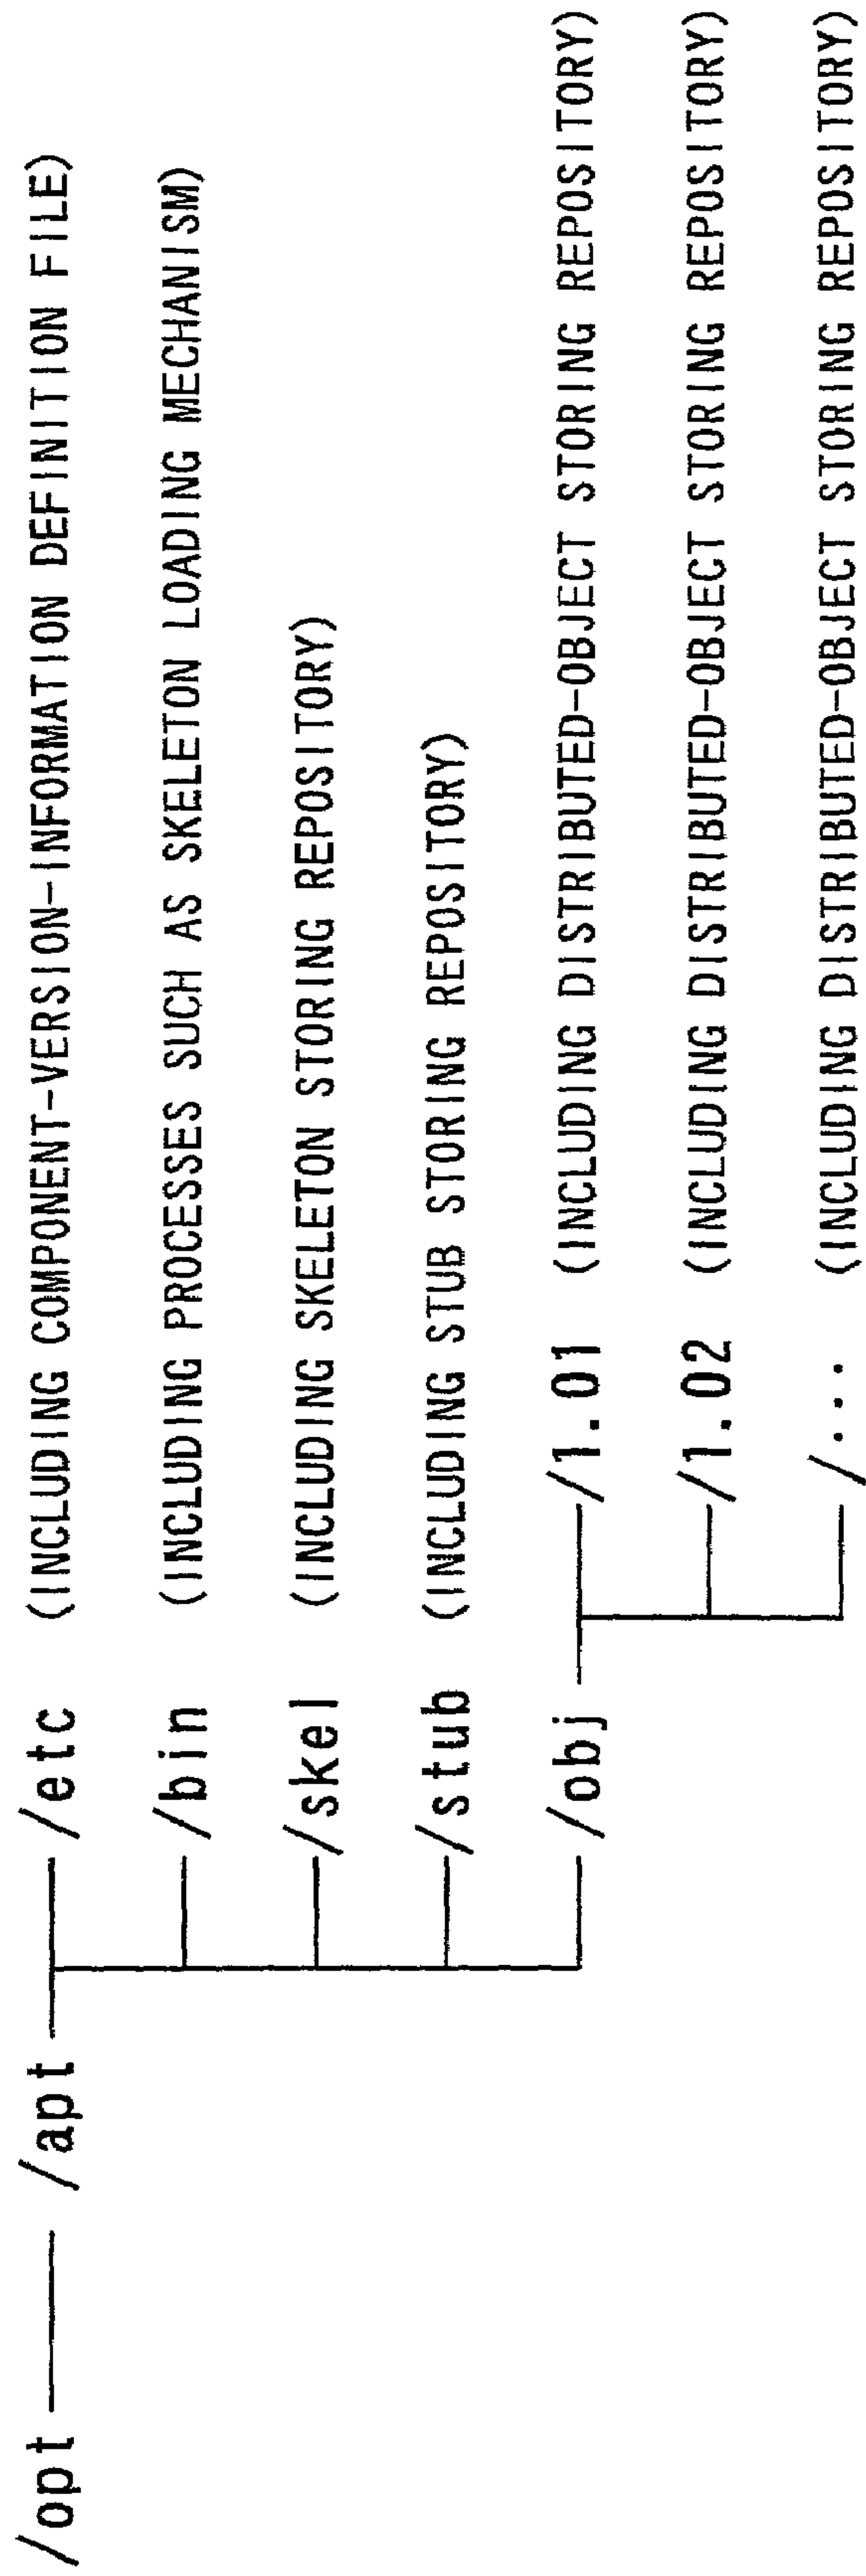 /opt /apt /etc (INCLUDING COMPONENT-VERSION-INFORMATION DEFINITION FILE)
/bin (INCLUDING PROCESSES SUCH AS SKELETON LOADING MECHANISM)
/skel (INCLUDING SKELETON STORING REPOSITORY)
/stub (INCLUDING STUB STORING REPOSITORY)
/obj /1.01 (INCLUDING DISTRIBUTED-OBJECT STORING REPOSITORY)
/1.02 (INCLUDING DISTRIBUTED-OBJECT STORING REPOSITORY)
/... (INCLUDING DISTRIBUTED-OBJECT STORING REPOSITORY)